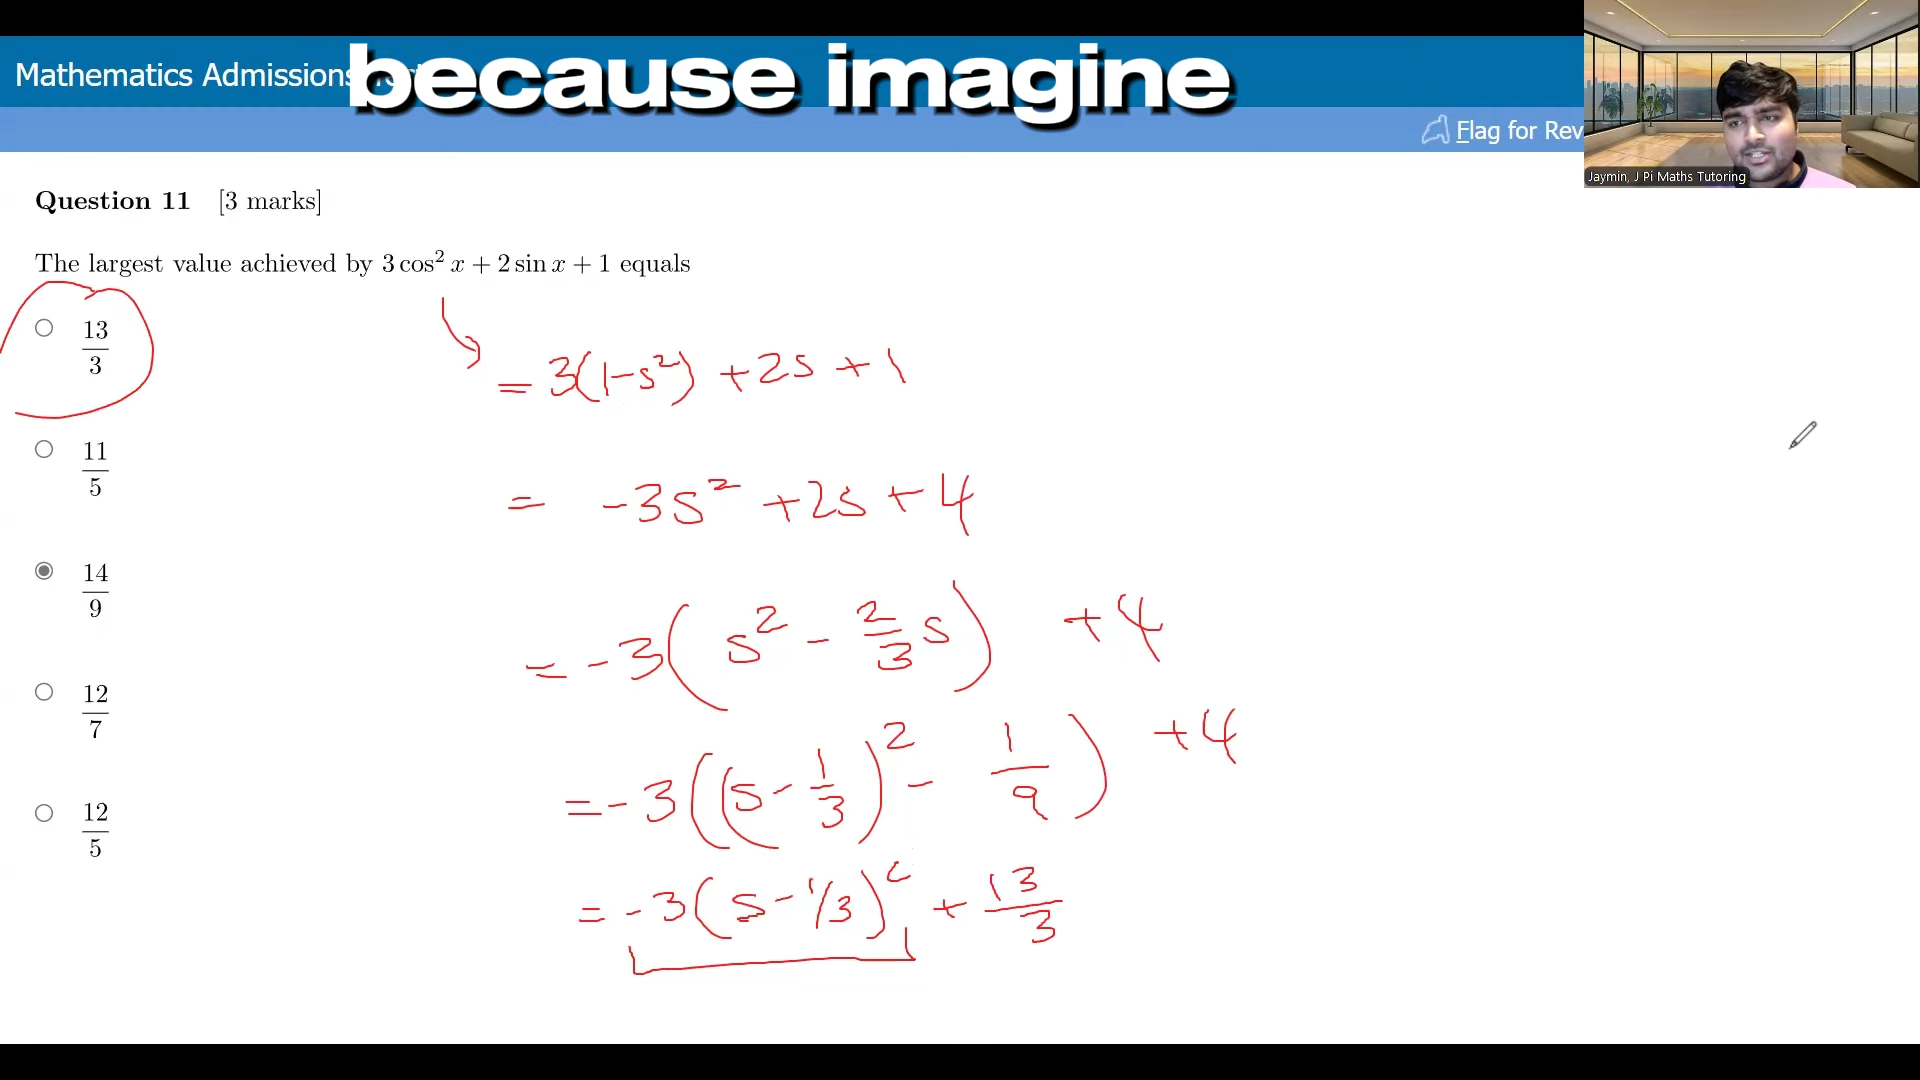 Mathematics Admissions
because imagine
Flag for Rev
Jaymin, J Pi Maths Tutoring
Question 11 [3 marks]
The largest value achieved by 3 cos² x + 2 sin x + 1 equals
13/3
11/5
14/9
12/7
12/5
= 3(1-s²) + 2s + 1
= -3s² + 2s + 4
= -3(s² - 2/3 s) + 4
= -3((s - 1/3)² - 1/9) + 4
= -3(s - 1/3)² + 13/3